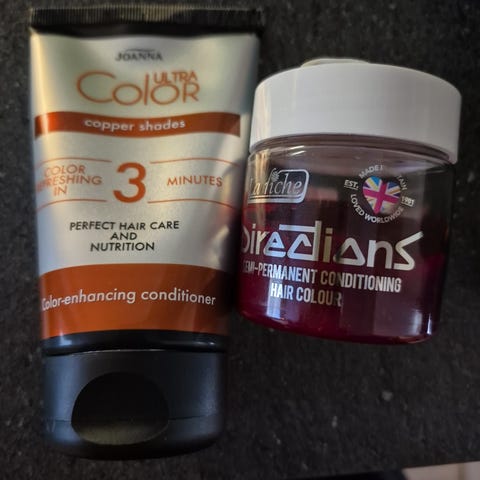 JOANNA
ULTRA
COLOR
copper shades
COLOR
REFRESHING
IN
3
MINUTES
PERFECT HAIR CARE
AND
NUTRITION
Color-enhancing conditioner
La riche
MADE IN BRITAIN
EST. 1981
LOVED WORLDWIDE
Directions
SEMI-PERMANENT CONDITIONING
HAIR COLOUR